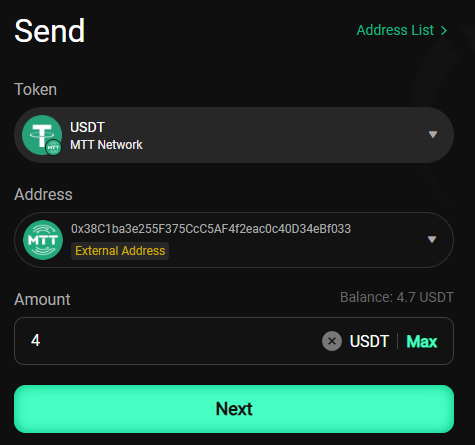 Send
Address List >
Token
USDT
MTT Network
Address
0x38C1ba3e255F375CcC5AF4f2eac0c40D34eBf033
External Address
Amount
Balance: 4.7 USDT
4
USDT | Max
Next